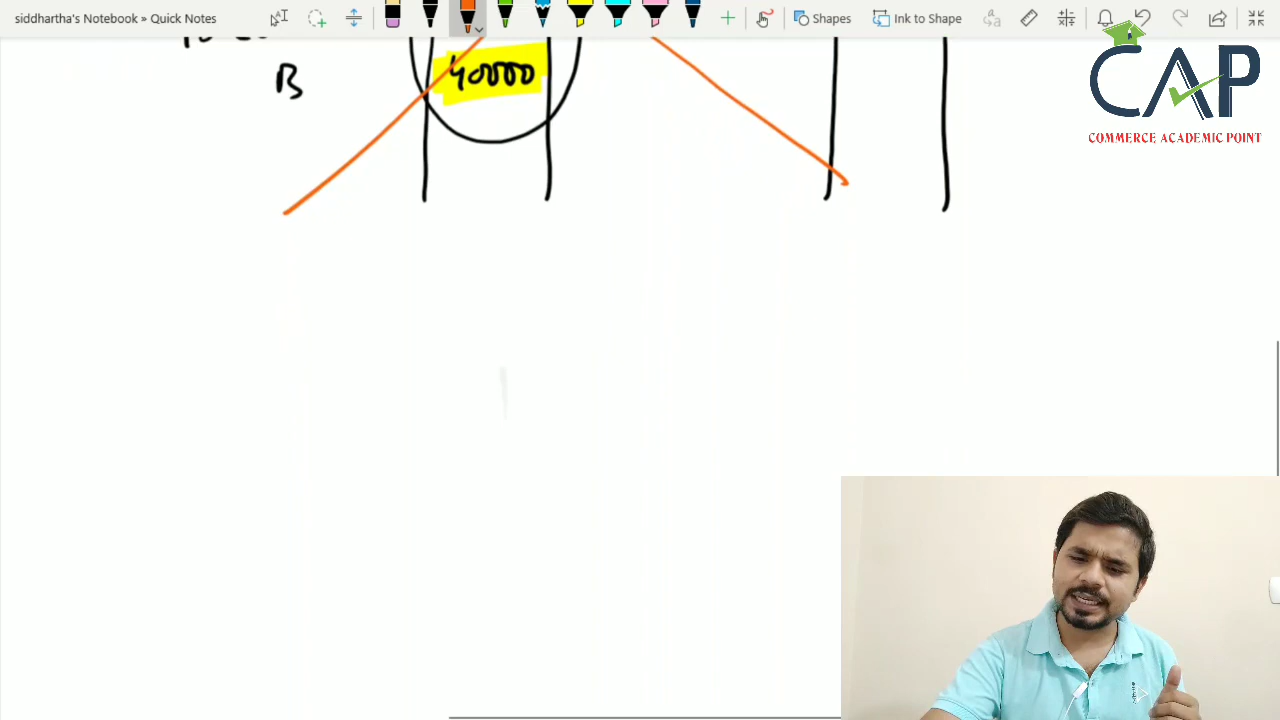 siddhartha's Notebook » Quick Notes
Shapes
Ink to Shape
CAP
COMMERCE ACADEMIC POINT
40000
B